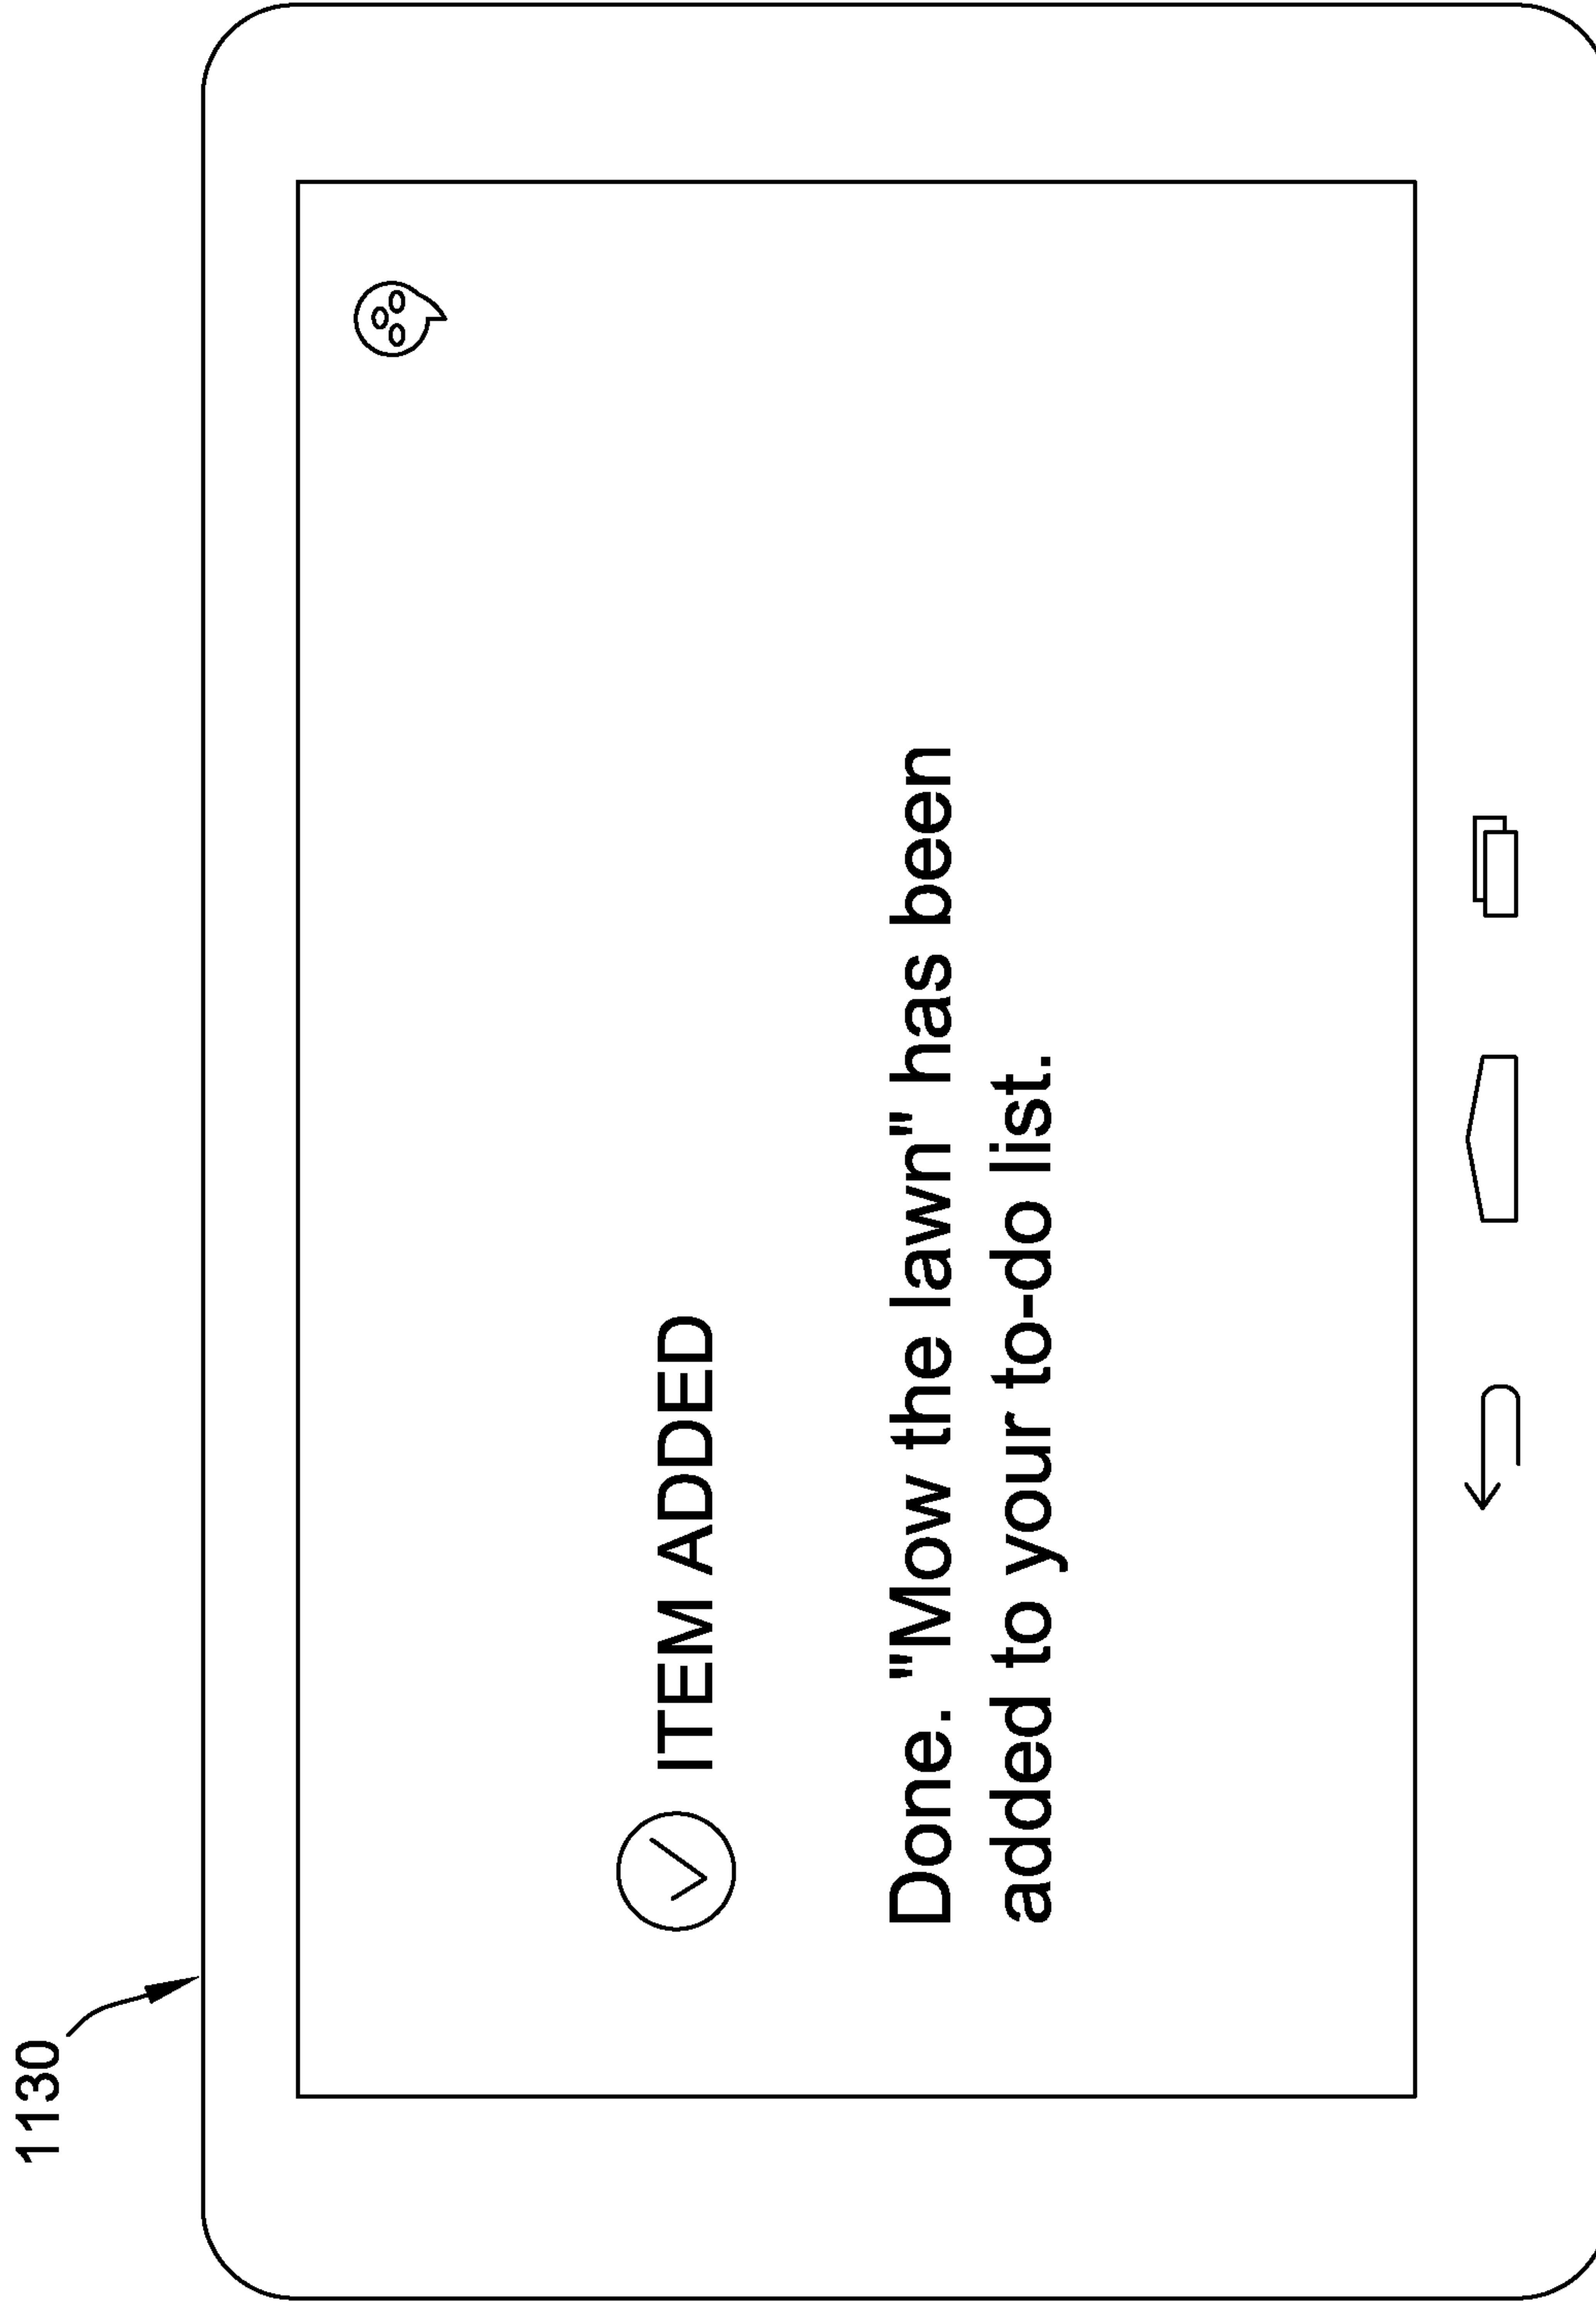 1130
ITEM ADDED
Done. "Mow the lawn" has been
added to your to-do list.